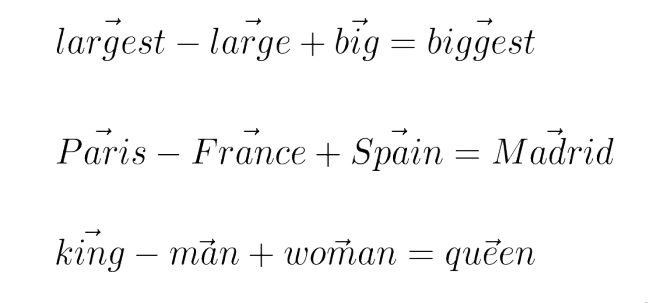 largest − large + big = biggest
Paris − France + Spain = Madrid
king − man + woman = queen